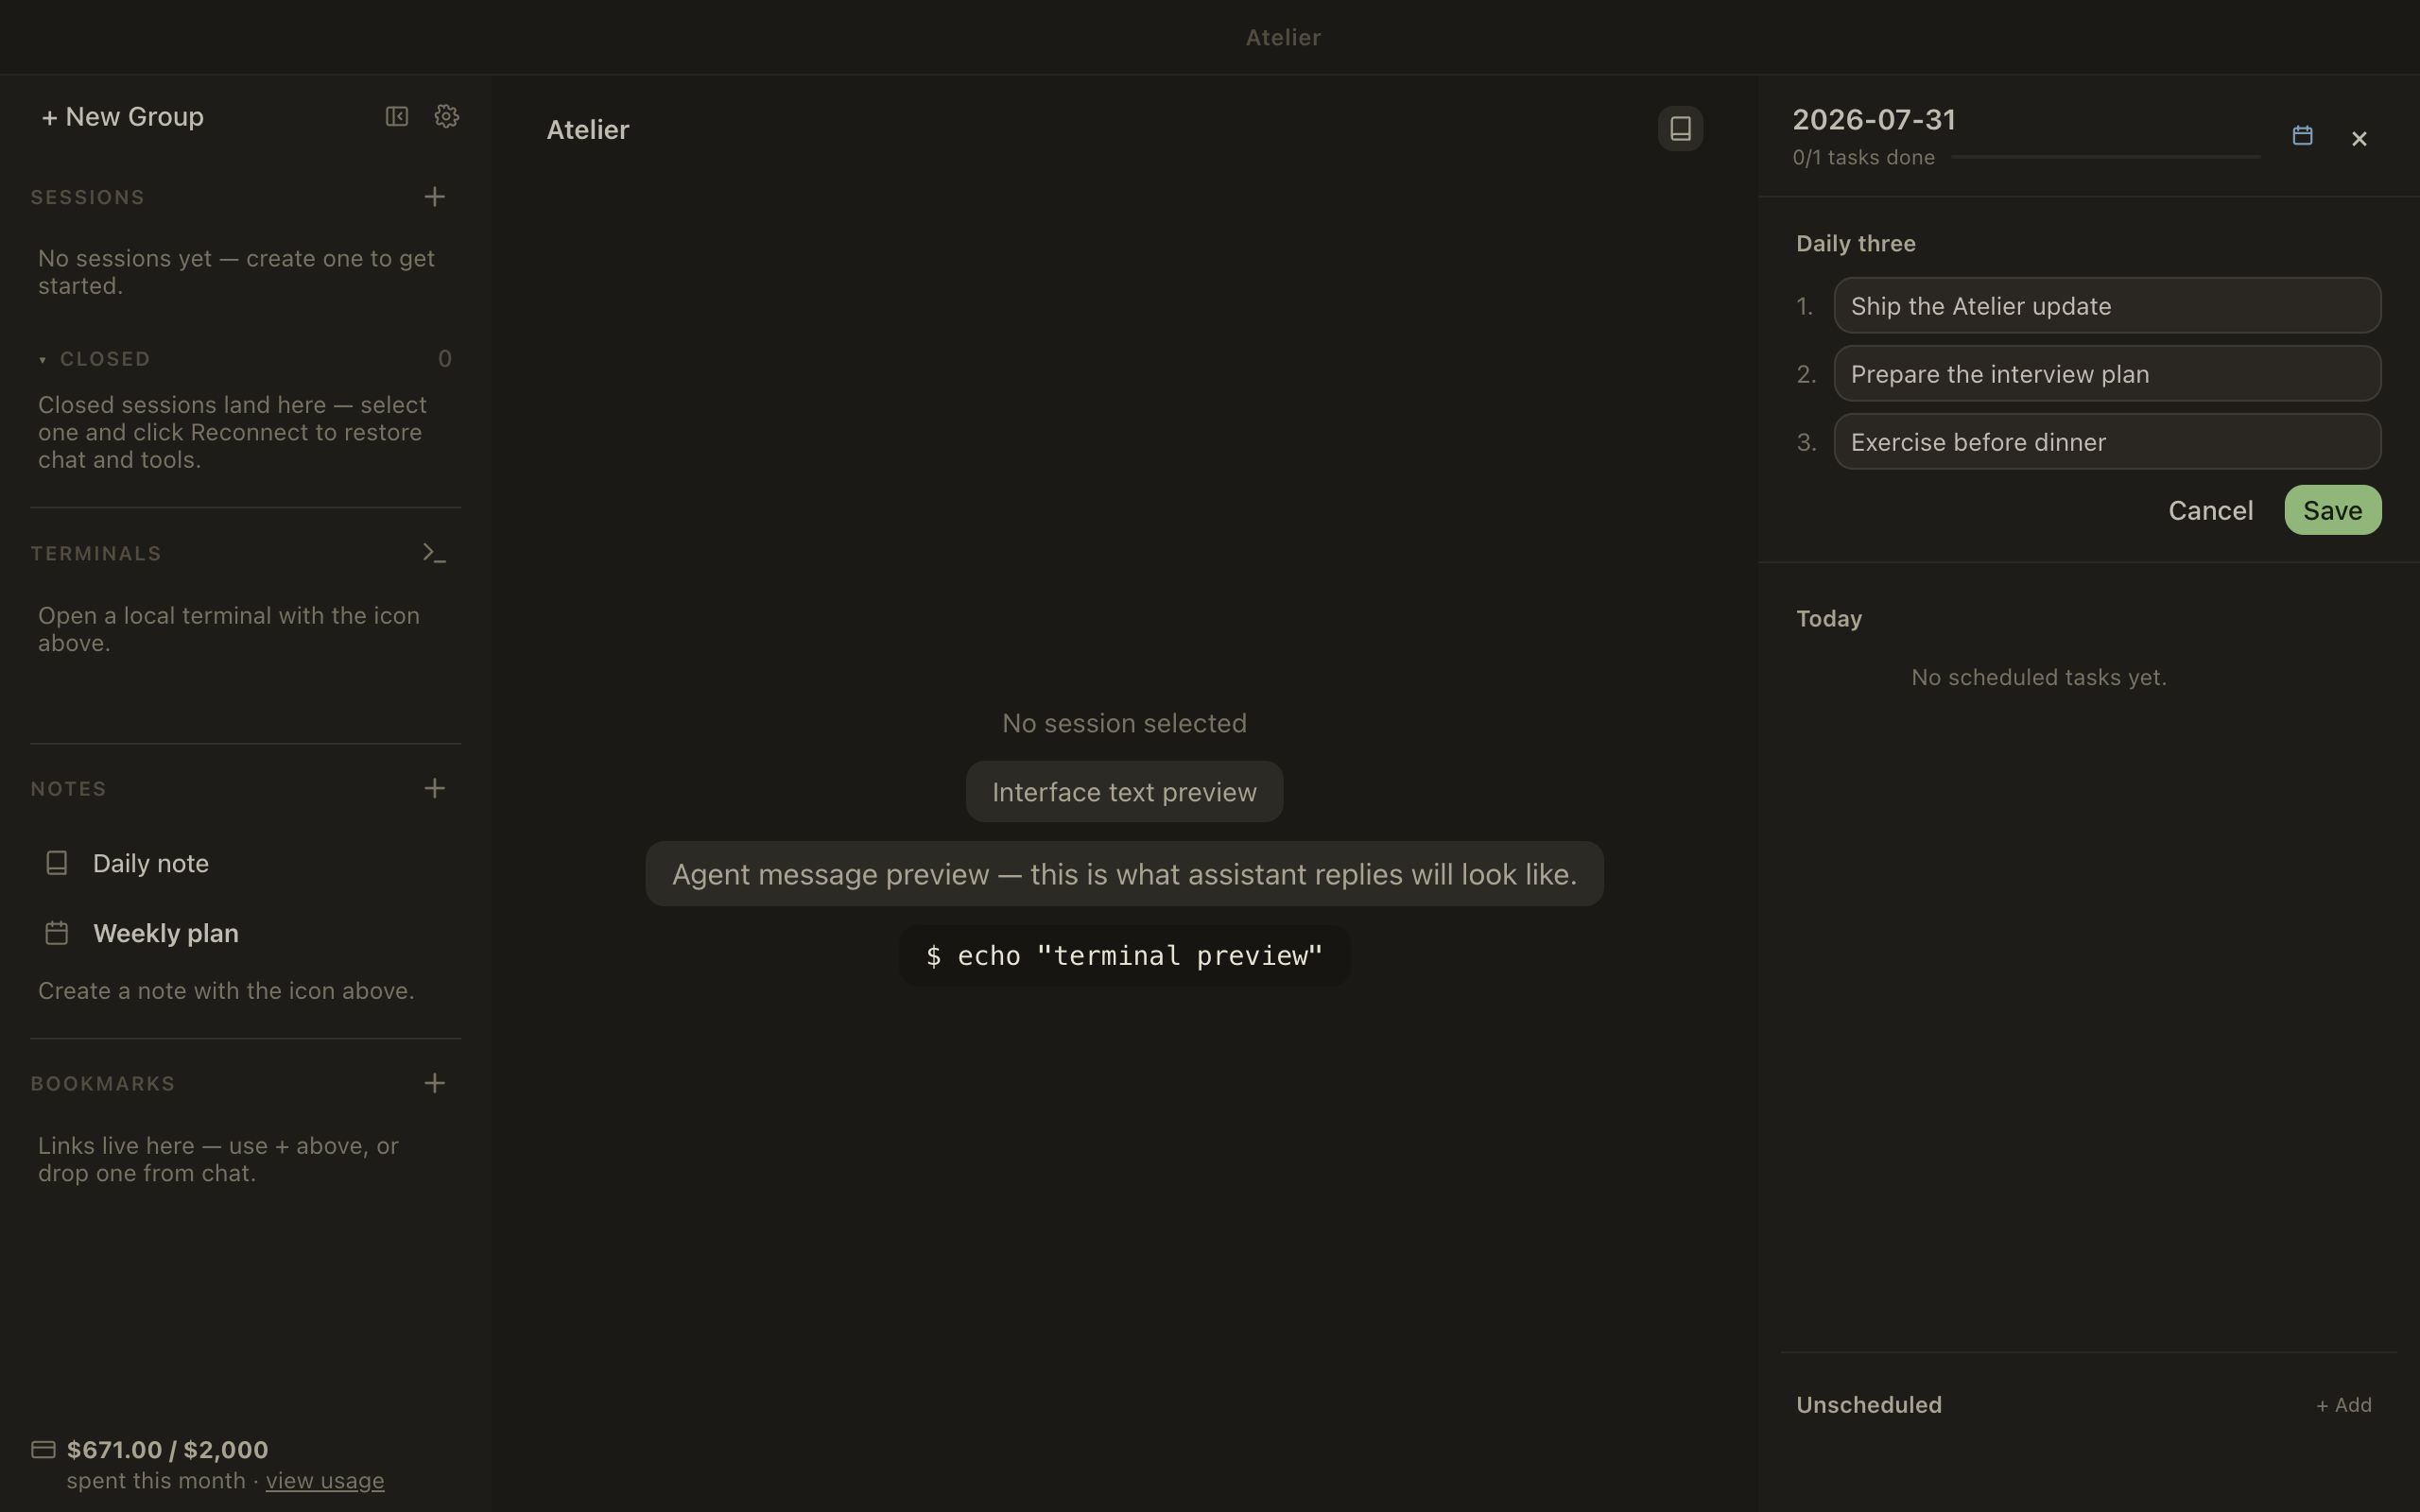 Atelier
+ New Group
SESSIONS
No sessions yet — create one to get
started.
CLOSED
0
Closed sessions land here — select
one and click Reconnect to restore
chat and tools.
TERMINALS
Open a local terminal with the icon
above.
NOTES
Daily note
Weekly plan
Create a note with the icon above.
BOOKMARKS
Links live here — use + above, or
drop one from chat.
$671.00 / $2,000
spent this month · view usage
Atelier
No session selected
Interface text preview
Agent message preview — this is what assistant replies will look like.
$ echo "terminal preview"
2026-07-31
0/1 tasks done
Daily three
1. Ship the Atelier update
2. Prepare the interview plan
3. Exercise before dinner
Cancel Save
Today
No scheduled tasks yet.
Unscheduled + Add